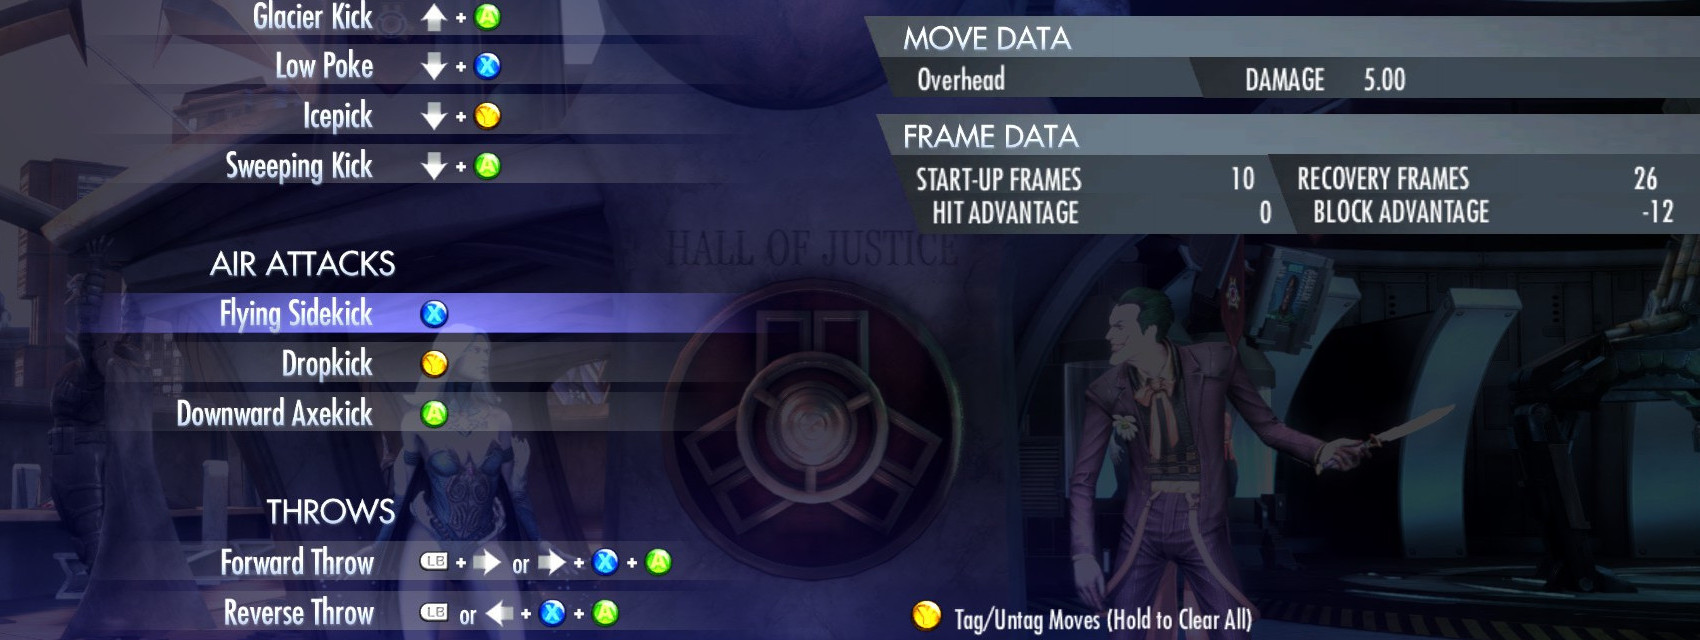 Glacier Kick ↑ + A
Low Poke ↓ + X
Icepick ↓ + Y
Sweeping Kick ↓ + A
AIR ATTACKS
Flying Sidekick X
Dropkick Y
Downward Axekick A
THROWS
Forward Throw LB + → or → + X + A
Reverse Throw LB or ← + X + A
MOVE DATA
Overhead DAMAGE 5.00
FRAME DATA
START-UP FRAMES 10 RECOVERY FRAMES 26
HIT ADVANTAGE 0 BLOCK ADVANTAGE -12
HALL OF JUSTICE
Y Tag/Untag Moves (Hold to Clear All)